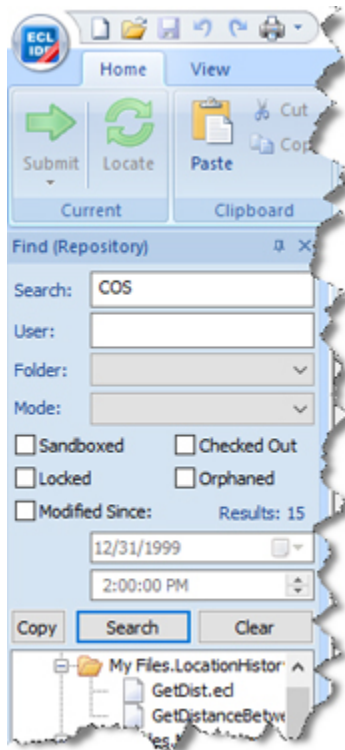 ECL
IDE
Home View
Submit Locate Paste Cut
Current Clipboard
Find (Repository)
Search: COS
User:
Folder:
Mode:
Sandboxed Checked Out
Locked Orphaned
Modified Since: Results: 15
12/31/1999
2:00:00 PM
Copy Search Clear
My Files.LocationHistor
GetDist.ecl
GetDistanceBetwe